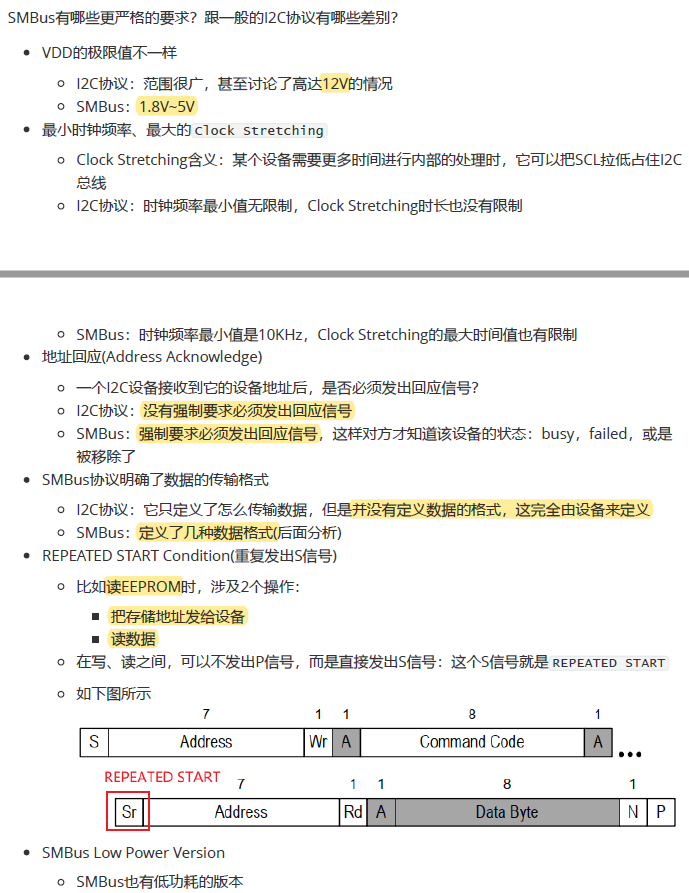 SMBus有哪些更严格的要求？跟一般的I2C协议有哪些差别？
VDD的极限值不一样
I2C协议：范围很广，甚至讨论了高达12V的情况
SMBus：1.8V~5V
最小时钟频率、最大的 Clock Stretching
Clock Stretching含义：某个设备需要更多时间进行内部的处理时，它可以把SCL拉低占住I2C
总线
I2C协议：时钟频率最小值无限制，Clock Stretching时长也没有限制
SMBus：时钟频率最小值是10KHz，Clock Stretching的最大时间值也有限制
地址回应(Address Acknowledge)
一个I2C设备接收到它的设备地址后，是否必须发出回应信号？
I2C协议：没有强制要求必须发出回应信号
SMBus：强制要求必须发出回应信号，这样对方才知道该设备的状态：busy，failed，或是
被移除了
SMBus协议明确了数据的传输格式
I2C协议：它只定义了怎么传输数据，但是并没有定义数据的格式，这完全由设备来定义
SMBus：定义了几种数据格式(后面分析)
REPEATED START Condition(重复发出S信号)
比如读EEPROM时，涉及2个操作：
把存储地址发给设备
读数据
在写、读之间，可以不发出P信号，而是直接发出S信号：这个S信号就是 REPEATED START
如下图所示
7 1 1 8 1
S Address Wr A Command Code A •••
REPEATED START 7 1 1 8 1
Sr Address Rd A Data Byte N P
SMBus Low Power Version
SMBus也有低功耗的版本